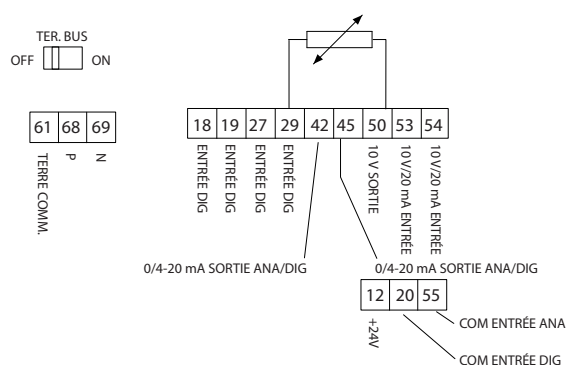 TER. BUS
OFF ON
61 68 69
TERRE COMM.
P
N
18 19 27 29 42 45 50 53 54
ENTRÉE DIG
ENTRÉE DIG
ENTRÉE DIG
ENTRÉE DIG
10 V SORTIE
10 V/20 mA ENTRÉE
10 V/20 mA ENTRÉE
0/4-20 mA SORTIE ANA/DIG
0/4-20 mA SORTIE ANA/DIG
12 20 55
+24V
COM ENTRÉE ANA
COM ENTRÉE DIG